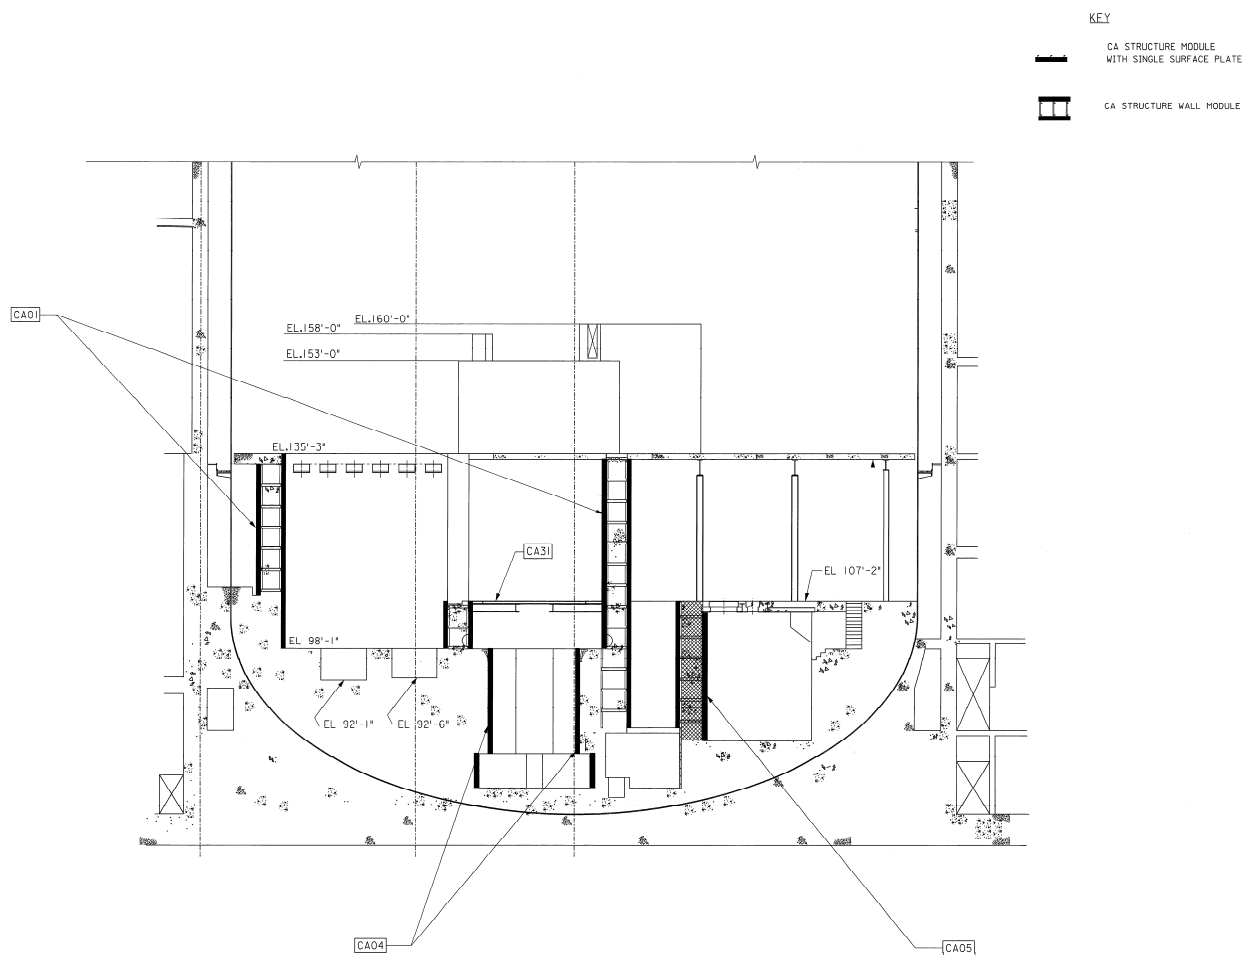 KEY
CA STRUCTURE MODULE
WITH SINGLE SURFACE PLATE
CA STRUCTURE WALL MODULE
CA01
EL.160'-0"
EL.158'-0"
EL.153'-0"
EL.135'-3"
CA31
EL 107'-2"
EL 98'-1"
EL 92'-1"
EL 92'-6"
CA04
CA05